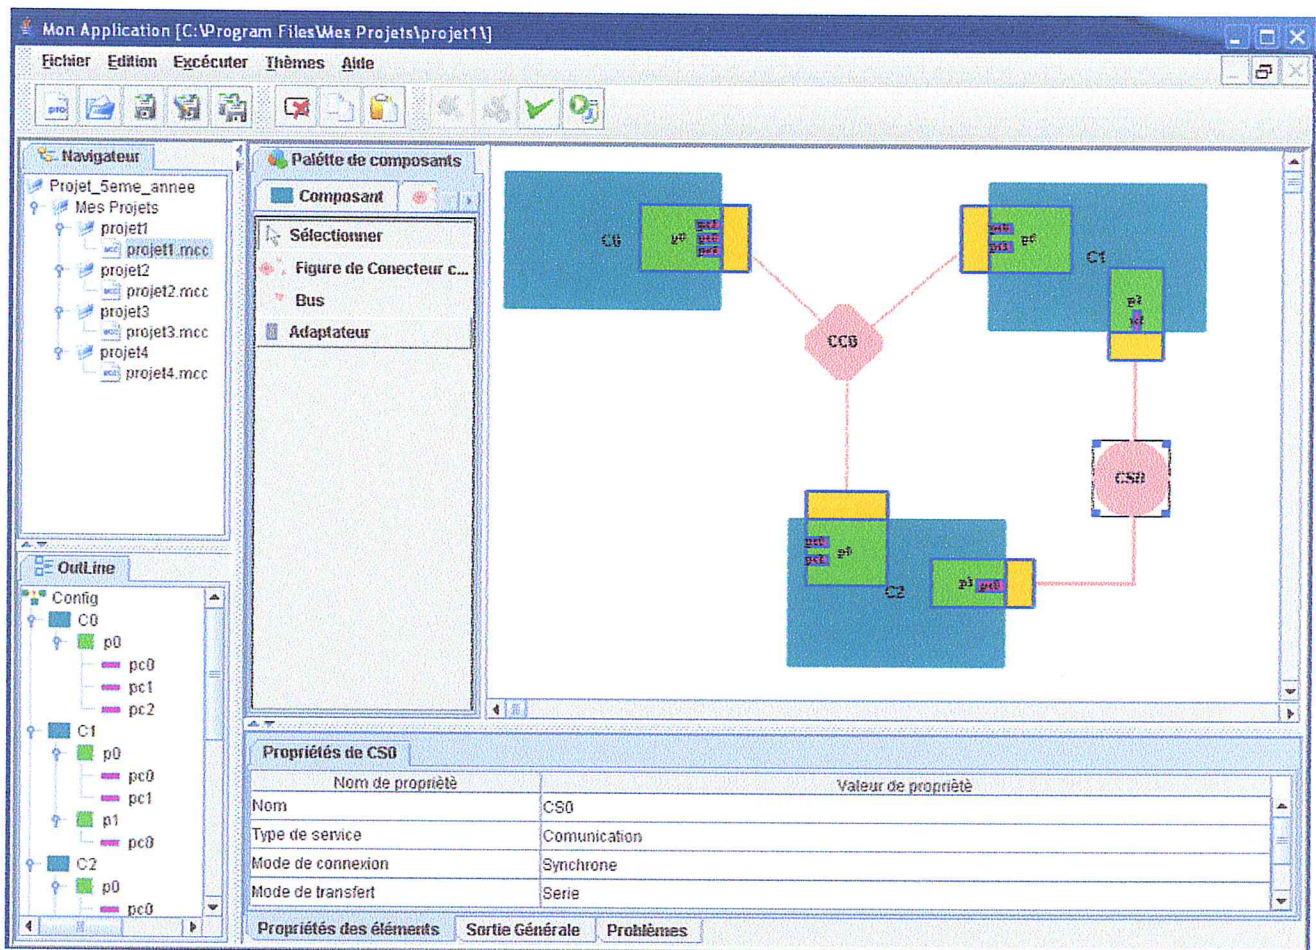 Mon Application [C:\Program Files\Mes Projets\projet1\]
Fichier Edition Excécuter Thèmes Aide
pro
Navigateur
Projet_5eme_annee
Mes Projets
projet1
projet1.mcc
projet2
projet2.mcc
projet3
projet3.mcc
projet4
projet4.mcc
Palétte de composants
Composant
Sélectionner
Figure de Conecteur c...
Bus
Adaptateur
C0
p0
C1
CC0
CS0
p0
C2
OutLine
Config
C0
p0
pc0
pc1
pc2
C1
p0
pc0
pc1
p1
pc0
C2
p0
pc0
Propriétés de CS0
Nom de propriété Valeur de propriété
Nom CS0
Type de service Comunication
Mode de connexion Synchrone
Mode de transfert Serie
Propriétés des éléments Sortie Générale Problèmes